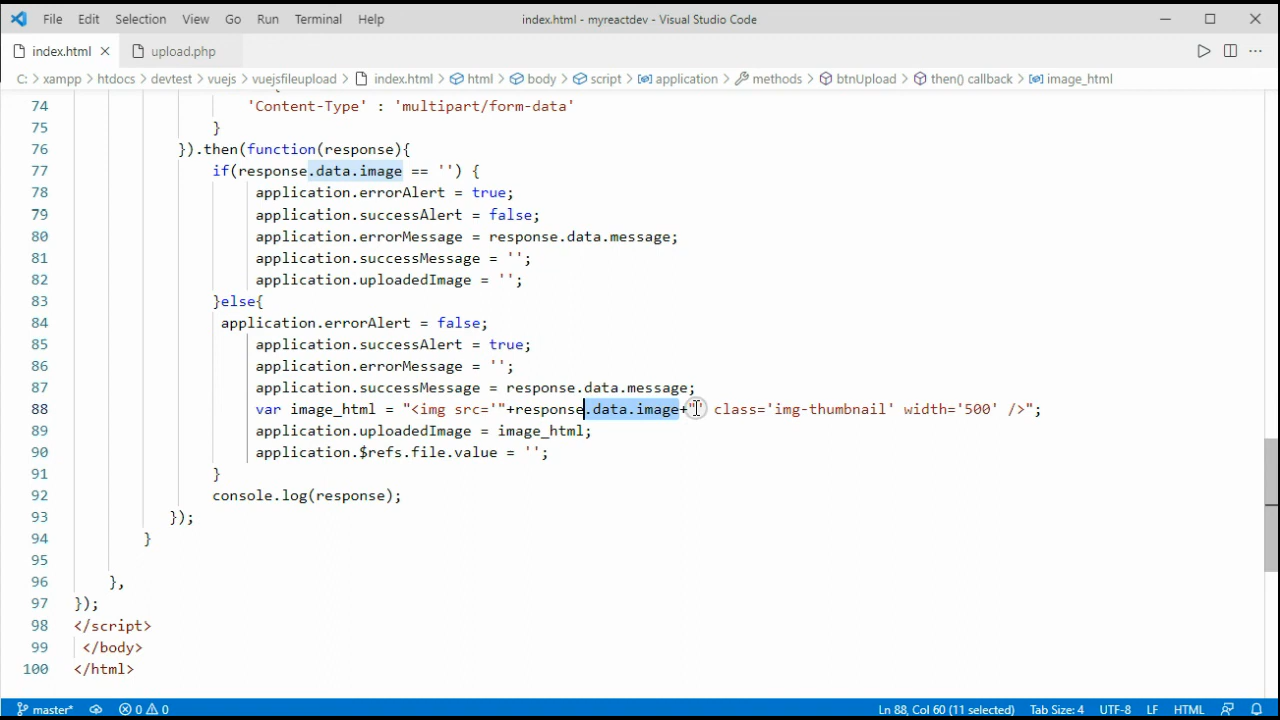 File Edit Selection View Go Run Terminal Help index.html - myreactdev - Visual Studio Code
index.html upload.php
C: > xampp > htdocs > devtest > vuejs > vuejsfileupload > index.html > html > body > script > application > methods > btnUpload > then() callback > image_html
74 'Content-Type' : 'multipart/form-data'
75 }
76 }).then(function(response){
77 if(response.data.image == '') {
78 application.errorAlert = true;
79 application.successAlert = false;
80 application.errorMessage = response.data.message;
81 application.successMessage = '';
82 application.uploadedImage = '';
83 }else{
84 application.errorAlert = false;
85 application.successAlert = true;
86 application.errorMessage = '';
87 application.successMessage = response.data.message;
88 var image_html = "<img src='"+response.data.image+"' class='img-thumbnail' width='500' />";
89 application.uploadedImage = image_html;
90 application.$refs.file.value = '';
91 }
92 console.log(response);
93 });
94 }
95
96 },
97 });
98 </script>
99 </body>
100 </html>
master* 0 0 Ln 88, Col 60 (11 selected) Tab Size: 4 UTF-8 LF HTML